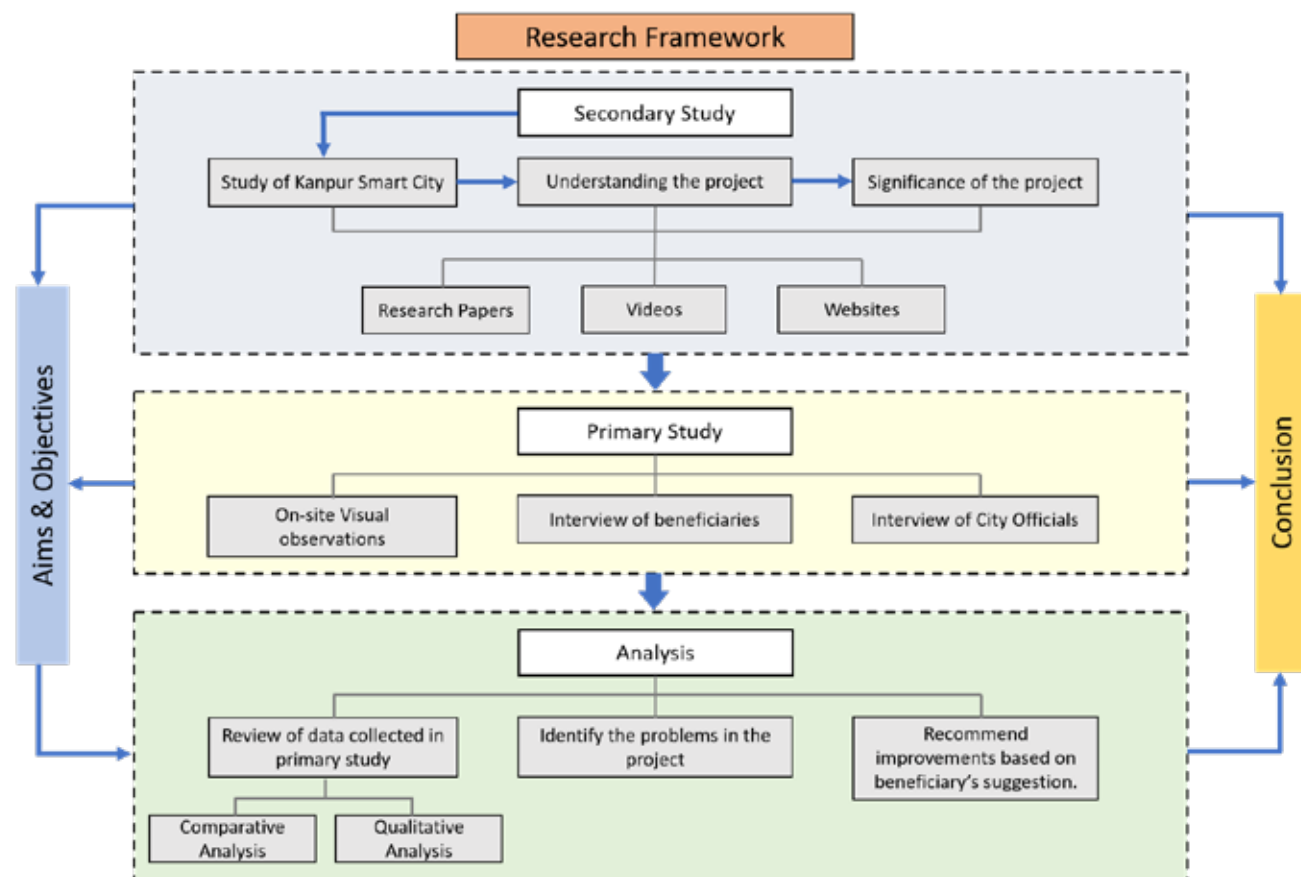 Research Framework
Secondary Study
Study of Kanpur Smart City
Understanding the project
Significance of the project
Research Papers
Videos
Websites
Aims & Objectives
Primary Study
On-site Visual
observations
Interview of beneficiaries
Interview of City Officials
Conclusion
Analysis
Review of data collected in
primary study
Identify the problems in the
project
Recommend
improvements based on
beneficiary's suggestion.
Comparative
Analysis
Qualitative
Analysis